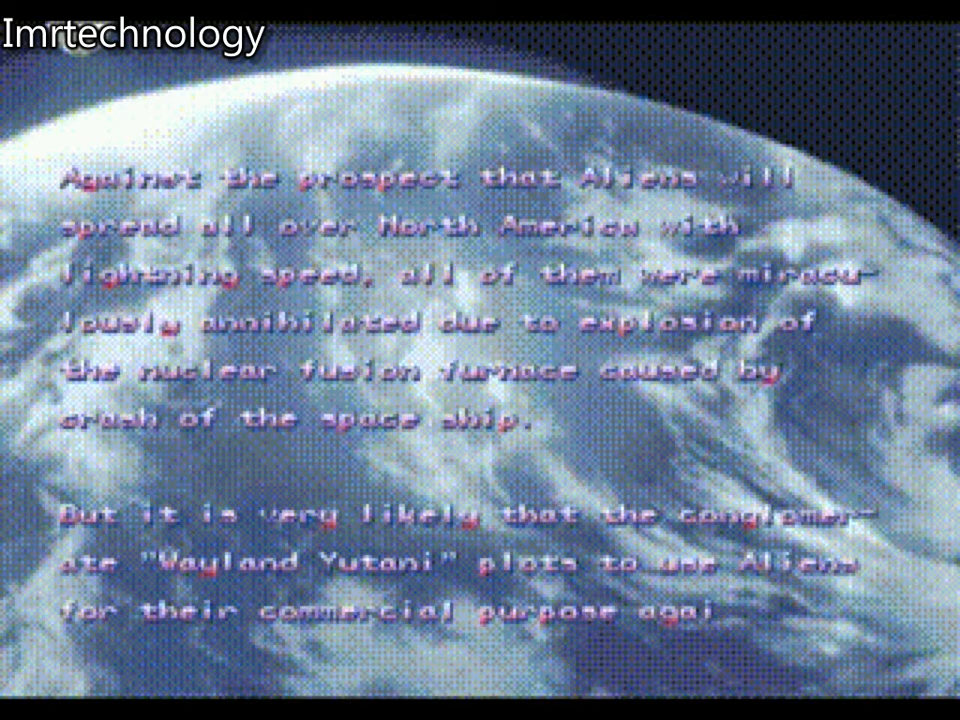 Imrtechnology
Against the prospect that Aliens will
spread all over North America with
lightning speed, all of them were miracu-
lously annihilated due to explosion of
the nuclear fusion furnace caused by
crash of the space ship.
But it is very likely that the conglomer-
ate "Wayland Yutani" plots to use Aliens
for their commercial purpose agai